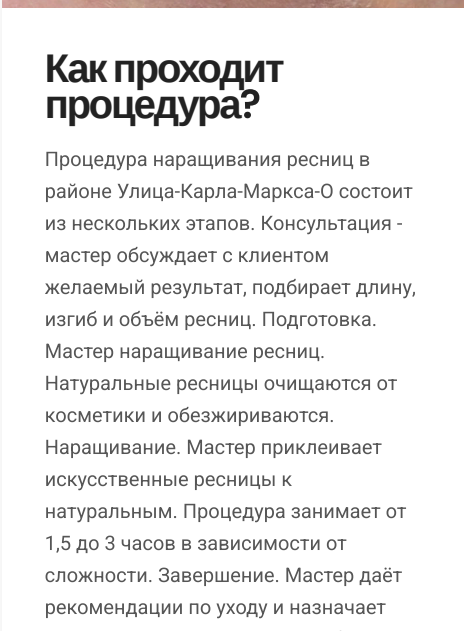 Как проходит
процедура?
Процедура наращивания ресниц в
районе Улица-Карла-Маркса-О состоит
из нескольких этапов. Консультация -
мастер обсуждает с клиентом
желаемый результат, подбирает длину,
изгиб и объём ресниц. Подготовка.
Мастер наращивание ресниц.
Натуральные ресницы очищаются от
косметики и обезжириваются.
Наращивание. Мастер приклеивает
искусственные ресницы к
натуральным. Процедура занимает от
1,5 до 3 часов в зависимости от
сложности. Завершение. Мастер даёт
рекомендации по уходу и назначает